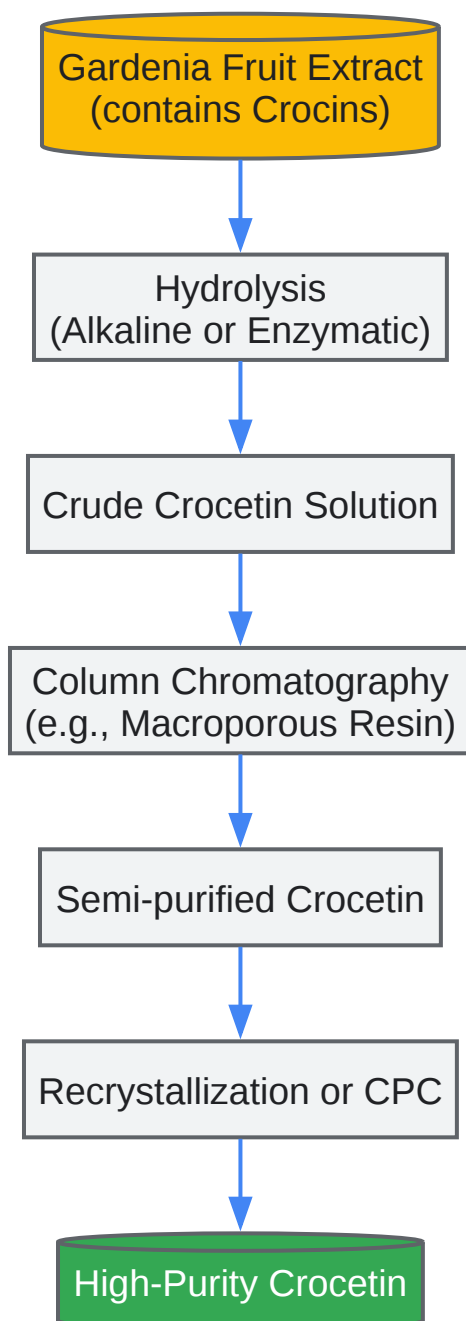 Gardenia Fruit Extract
(contains Crocins)
Hydrolysis
(Alkaline or Enzymatic)
Crude Crocetin Solution
Column Chromatography
(e.g., Macroporous Resin)
Semi-purified Crocetin
Recrystallization or CPC
High-Purity Crocetin